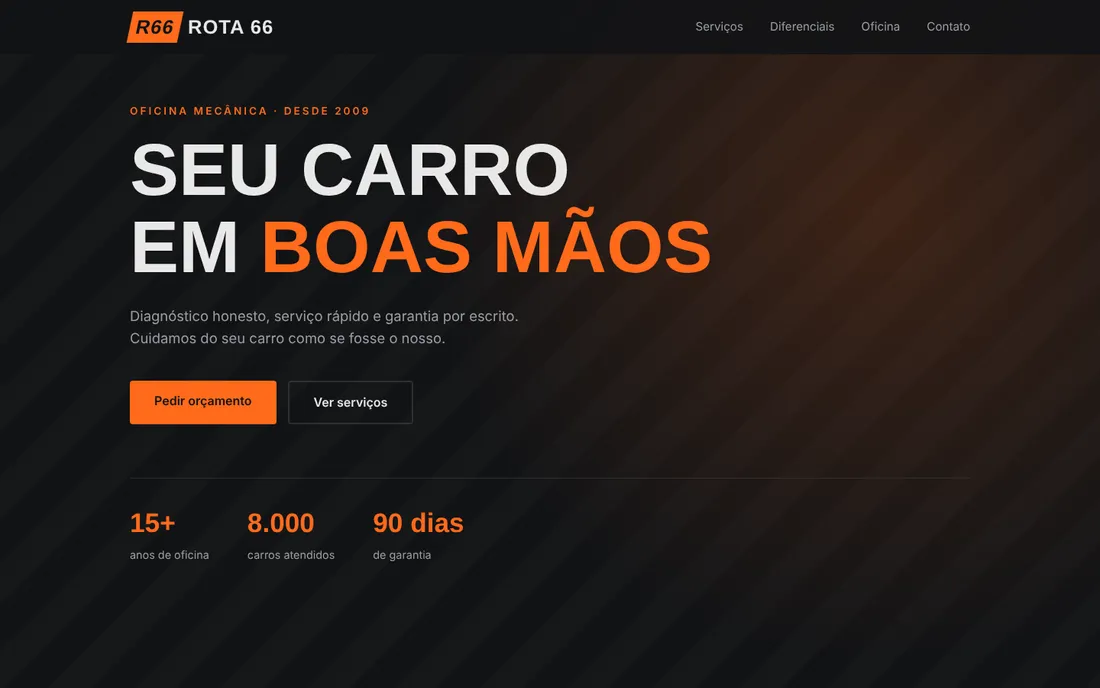 R66 ROTA 66
Serviços Diferenciais Oficina Contato
OFICINA MECÂNICA · DESDE 2009
SEU CARRO
EM BOAS MÃOS
Diagnóstico honesto, serviço rápido e garantia por escrito.
Cuidamos do seu carro como se fosse o nosso.
Pedir orçamento Ver serviços
15+ 8.000 90 dias
anos de oficina carros atendidos de garantia